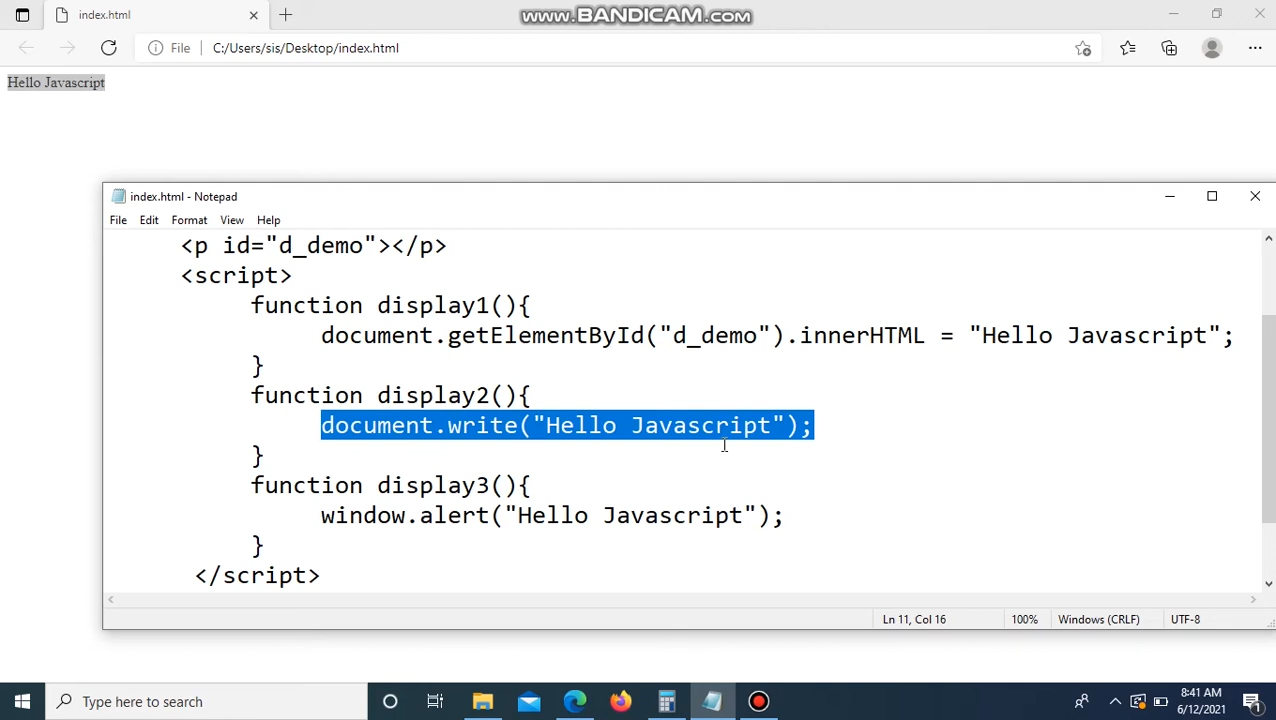 index.html
www.BANDICAM.com
File C:/Users/sis/Desktop/index.html
Hello Javascript
index.html - Notepad
File Edit Format View Help
<p id="d_demo"></p>
<script>
function display1(){
document.getElementById("d_demo").innerHTML = "Hello Javascript";
}
function display2(){
document.write("Hello Javascript");
}
function display3(){
window.alert("Hello Javascript");
}
</script>
Ln 11, Col 16 100% Windows (CRLF) UTF-8
Type here to search
8:41 AM
6/12/2021
1